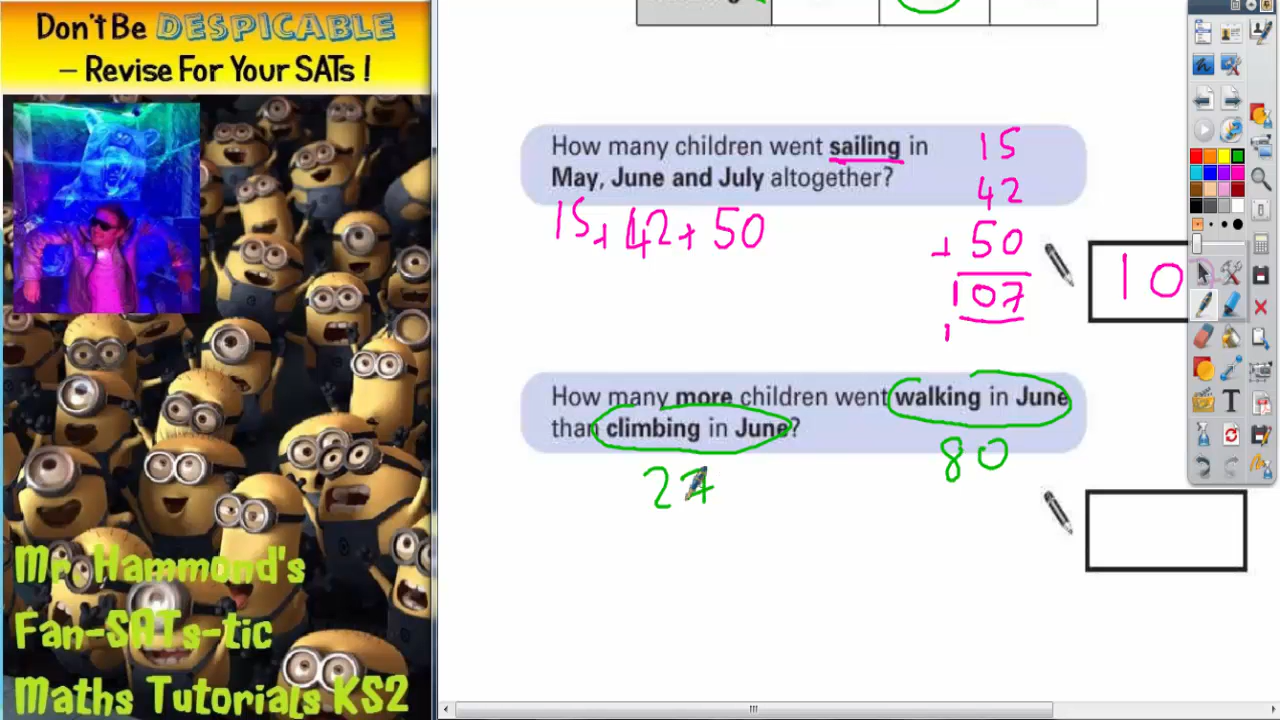 Don't Be DESPICABLE
– Revise For Your SATs !
How many children went sailing in
May, June and July altogether?
15 + 42 + 50
15
42
+ 50
107
1
10
How many more children went walking in June
than climbing in June?
80
27
Mr. Hammond's
Fan-SATs-tic
Maths Tutorials KS2